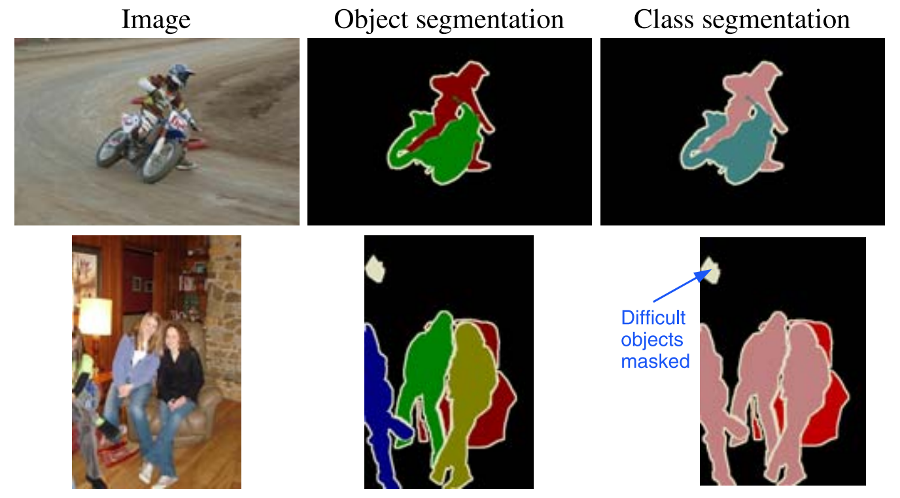 Image
Object segmentation
Class segmentation
Difficult
objects
masked